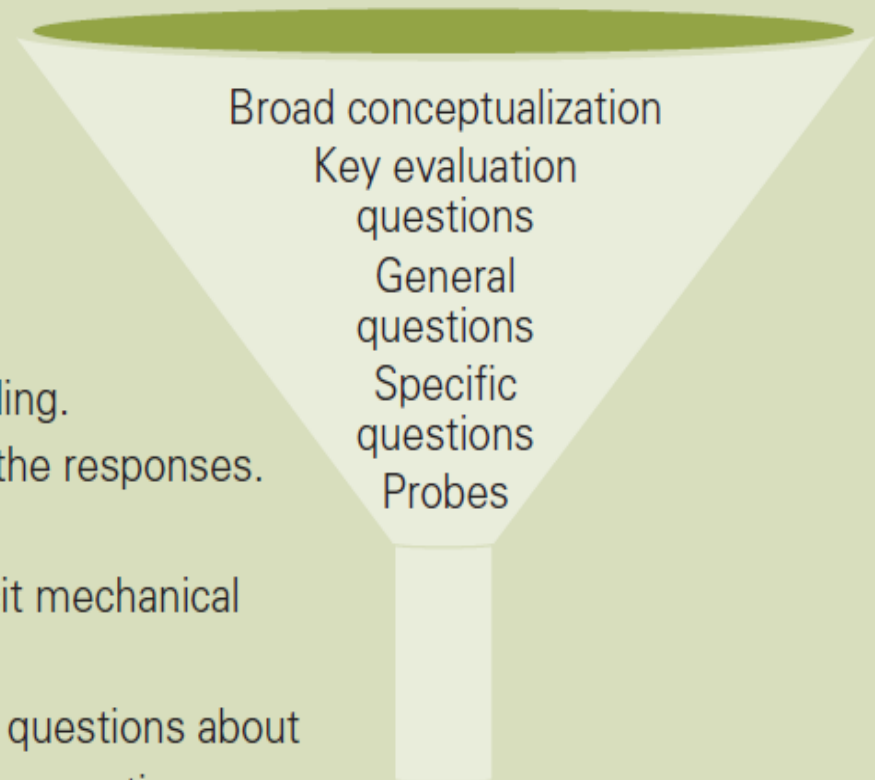 Broad conceptualization
Key evaluation
questions
General
questions
Specific
questions
Probes
ling.
the responses.
it mechanical
questions about